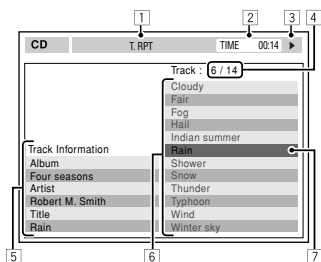 1 2 3 4
CD T. RPT TIME 00:14
Track : 6 / 14
Cloudy
Fair
Fog
Hail
Indian summer
Track Information Rain
Album Shower
Four seasons Snow
Artist Thunder
Robert M. Smith Typhoon
Title Wind
Rain Winter sky
5 6 7